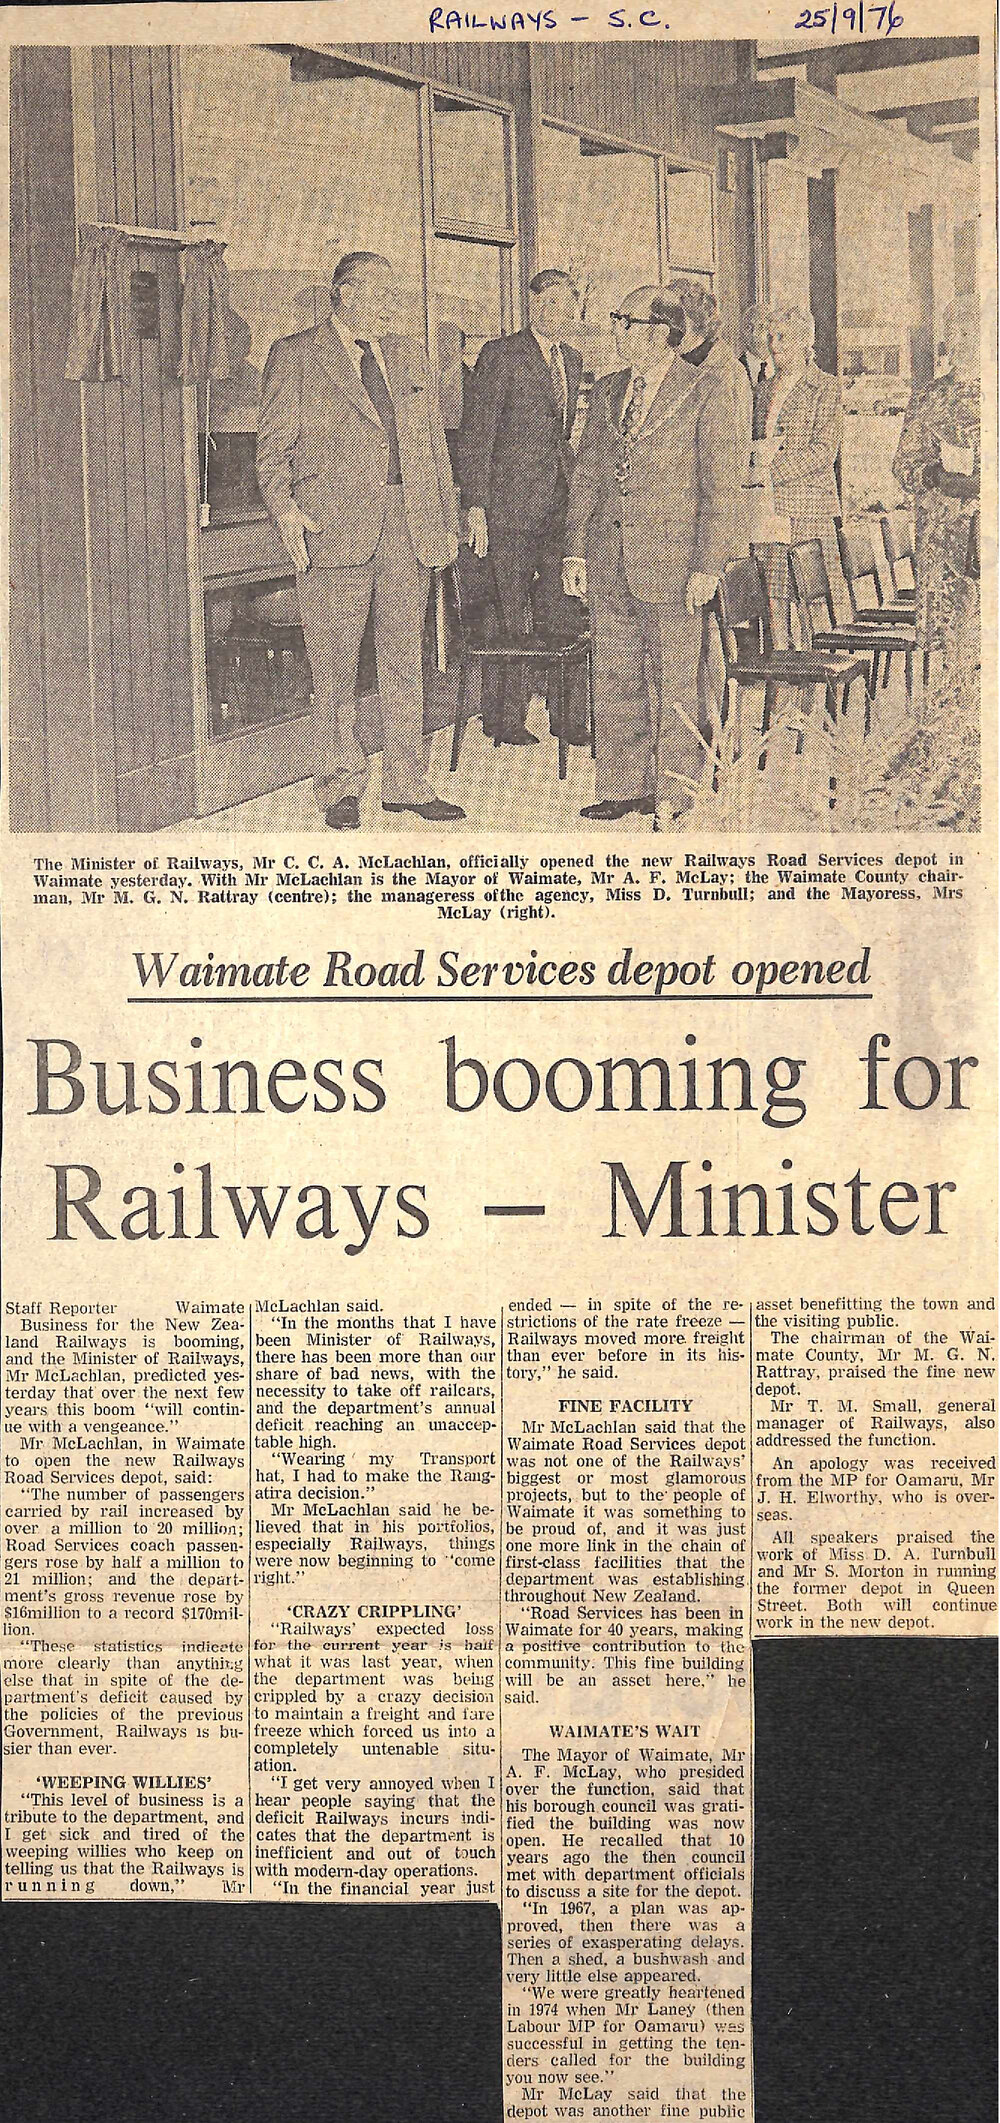 RAILWAYS - S.C. 25/9/76
The Minister of Railways, Mr C. C. A. McLachlan, officially opened the new Railways Road Services depot in
Waimate yesterday. With Mr McLachlan is the Mayor of Waimate, Mr A. F. McLay; the Waimate County chair-
man, Mr M. G. N. Rattray (centre); the manageress ofthe agency, Miss D. Turnbull; and the Mayoress, Mrs
McLay (right).
Waimate Road Services depot opened
Business booming for
Railways — Minister
Staff Reporter Waimate
Business for the New Zea-
land Railways is booming,
and the Minister of Railways,
Mr McLachlan, predicted yes-
terday that over the next few
years this boom "will contin-
ue with a vengeance."
Mr McLachlan, in Waimate
to open the new Railways
Road Services depot, said:
"The number of passengers
carried by rail increased by
over a million to 20 million;
Road Services coach passen-
gers rose by half a million to
21 million; and the depart-
ment's gross revenue rose by
$16million to a record $170mil-
lion.
"These statistics indicete
more clearly than anything
else that in spite of the de-
partment's deficit caused by
the policies of the previous
Government, Railways is bu-
sier than ever.
'WEEPING WILLIES'
"This level of business is a
tribute to the department, and
I get sick and tired of the
weeping willies who keep on
telling us that the Railways is
running down," Mr
McLachlan said.
"In the months that I have
been Minister of Railways,
there has been more than our
share of bad news, with the
necessity to take off railcars,
and the department's annual
deficit reaching an unaccep-
table high.
"Wearing my Transport
hat, I had to make the Rang-
atira decision."
Mr McLachlan said he be-
lieved that in his portfolios,
especially Railways, things
were now beginning to "come
right."
'CRAZY CRIPPLING'
"Railways' expected loss
for the current year is half
what it was last year, when
the department was being
crippled by a crazy decision
to maintain a freight and fare
freeze which forced us into a
completely untenable situ-
ation.
"I get very annoyed when I
hear people saying that the
deficit Railways incurs indi-
cates that the department is
inefficient and out of touch
with modern-day operations.
"In the financial year just
ended — in spite of the re-
strictions of the rate freeze —
Railways moved more freight
than ever before in its his-
tory," he said.
FINE FACILITY
Mr McLachlan said that the
Waimate Road Services depot
was not one of the Railways'
biggest or most glamorous
projects, but to the people of
Waimate it was something to
be proud of, and it was just
one more link in the chain of
first-class facilities that the
department was establishing
throughout New Zealand.
"Road Services has been in
Waimate for 40 years, making
a positive contribution to the
community. This fine building
will be an asset here," he
said.
WAIMATE'S WAIT
The Mayor of Waimate, Mr
A. F. McLay, who presided
over the function, said that
his borough council was grati-
fied the building was now
open. He recalled that 10
years ago the then council
met with department officials
to discuss a site for the depot.
"In 1967, a plan was ap-
proved, then there was a
series of exasperating delays.
Then a shed, a bushwash and
very little else appeared.
"We were greatly heartened
in 1974 when Mr Laney (then
Labour MP for Oamaru) was
successful in getting the ten-
ders called for the building
you now see."
Mr McLay said that the
depot was another fine public
asset benefitting the town and
the visiting public.
The chairman of the Wai-
mate County, Mr M. G. N.
Rattray, praised the fine new
depot.
Mr T. M. Small, general
manager of Railways, also
addressed the function.
An apology was received
from the MP for Oamaru, Mr
J. H. Elworthy, who is over-
seas.
All speakers praised the
work of Miss D. A. Turnbull
and Mr S. Morton in running
the former depot in Queen
Street. Both will continue
work in the new depot.